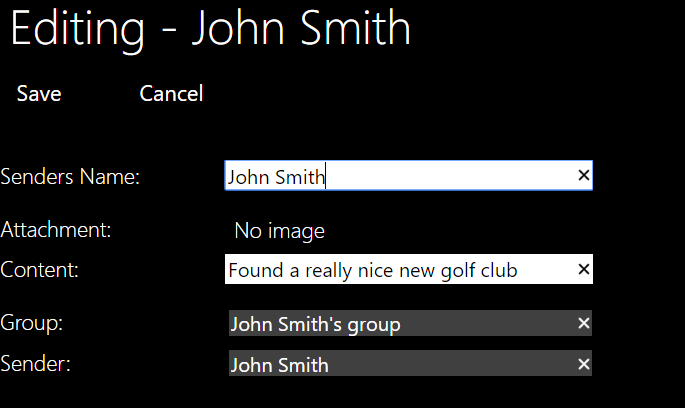 Editing - John Smith
Save Cancel
Senders Name: John Smith
Attachment: No image
Content: Found a really nice new golf club
Group: John Smith's group
Sender: John Smith